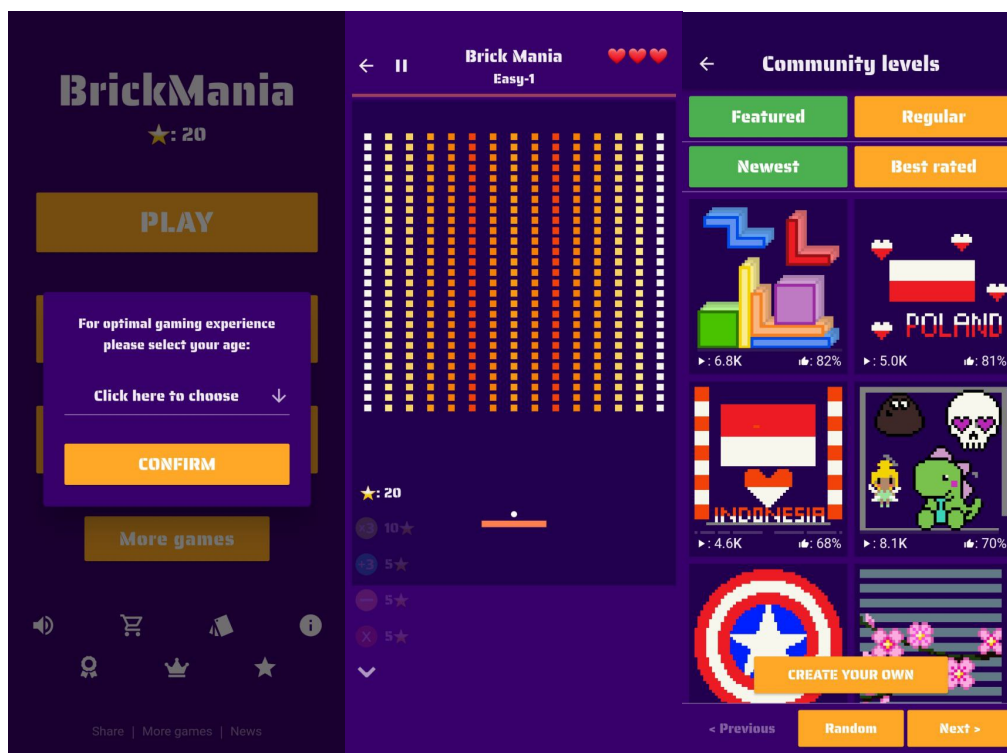 BrickMania
⭐: 20
PLAY
For optimal gaming experience
please select your age:
Click here to choose
CONFIRM
More games
Share | More games | News
Brick Mania
Easy-1
⭐: 20
+3 10★
+3 5★
5★
X 5★
Community levels
Featured
Regular
Newest
Best rated
POLAND
▶: 6.8K 👍: 82%
▶: 5.0K 👍: 81%
INDONESIA
▶: 4.6K 👍: 68%
▶: 8.1K 👍: 70%
CREATE YOUR OWN
< Previous
Random
Next >